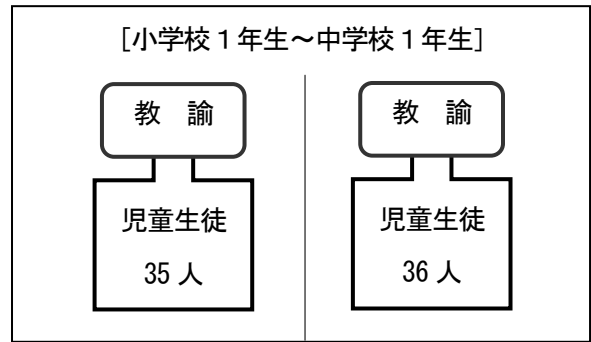 [小学校１年生～中学校１年生]
教　諭
児童生徒
35 人
教　諭
児童生徒
36 人